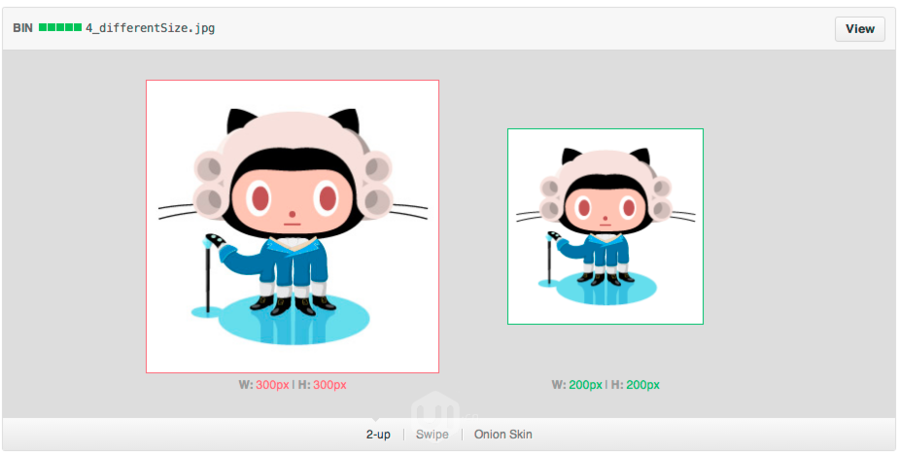 BIN 4_differentSize.jpg View
W: 300px | H: 300px
W: 200px | H: 200px
2-up | Swipe | Onion Skin